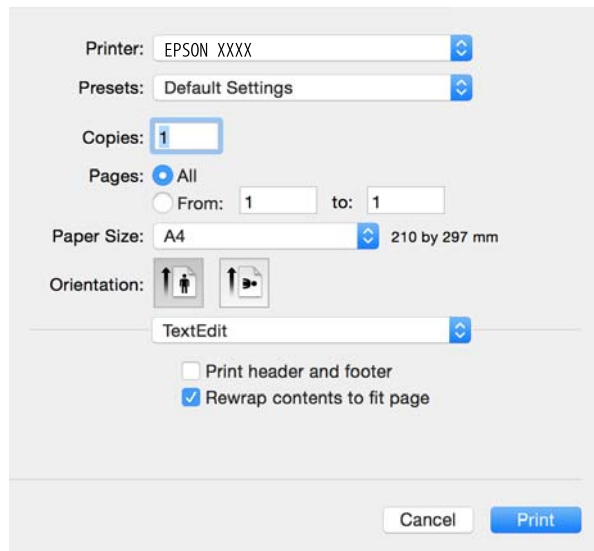 Printer: EPSON XXXX
Presets: Default Settings
Copies: 1
Pages: All
From: 1 to: 1
Paper Size: A4 210 by 297 mm
Orientation:
TextEdit
Print header and footer
Rewrap contents to fit page
Cancel Print